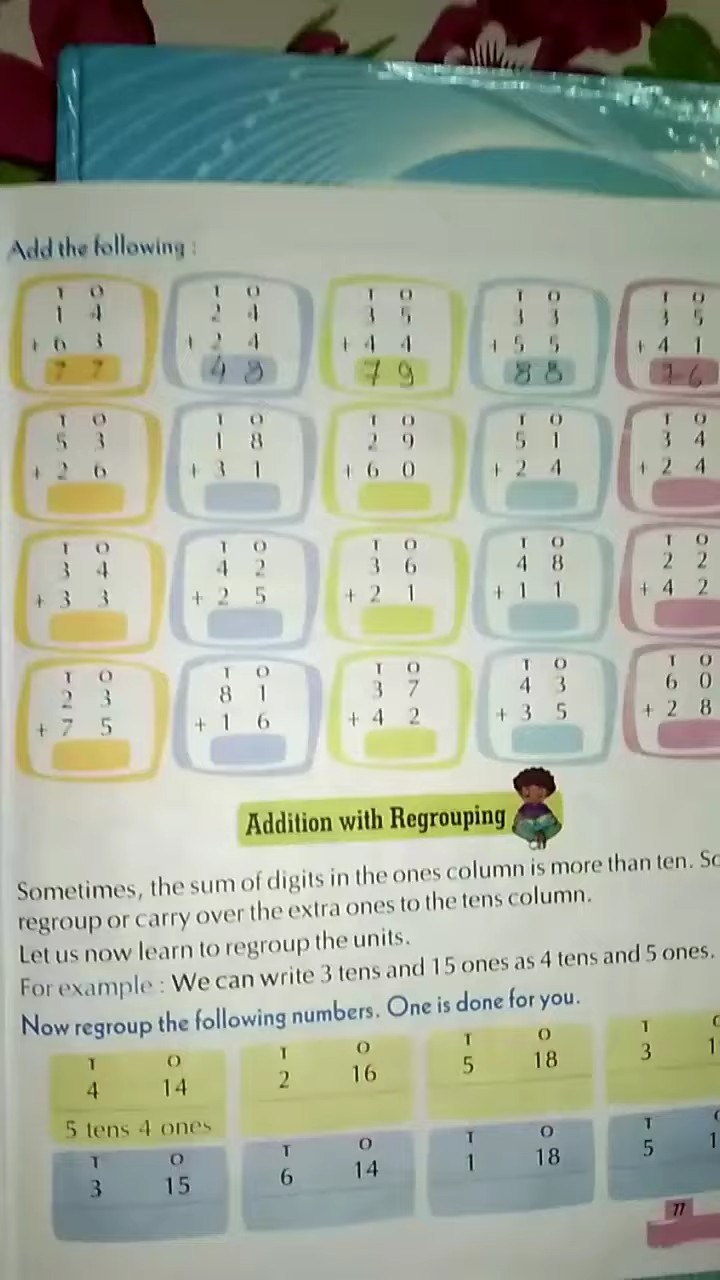 Add the following :
T O T O T O T O T O
1 4 2 4 3 5 3 3 3 5
+ 6 3 + 2 4 + 4 4 + 5 5 + 4 1
7 7 4 8 7 9 8 8 7 6
T O T O T O T O T O
5 3 1 8 2 9 5 1 3 4
+ 2 6 + 3 1 + 6 0 + 2 4 + 2 4
T O T O T O T O T O
3 4 4 2 3 6 4 8 2 2
+ 3 3 + 2 5 + 2 1 + 1 1 + 4 2
T O T O T O T O T O
2 3 8 1 3 7 4 3 6 0
+ 7 5 + 1 6 + 4 2 + 3 5 + 2 8
Addition with Regrouping
Sometimes, the sum of digits in the ones column is more than ten.
regroup or carry over the extra ones to the tens column.
Let us now learn to regroup the units.
For example : We can write 3 tens and 15 ones as 4 tens and 5 ones.
Now regroup the following numbers. One is done for you.
T O T O T O T
4 14 2 16 5 18 3
5 tens 4 ones
T O T O T O T
3 15 6 14 1 18 5
77